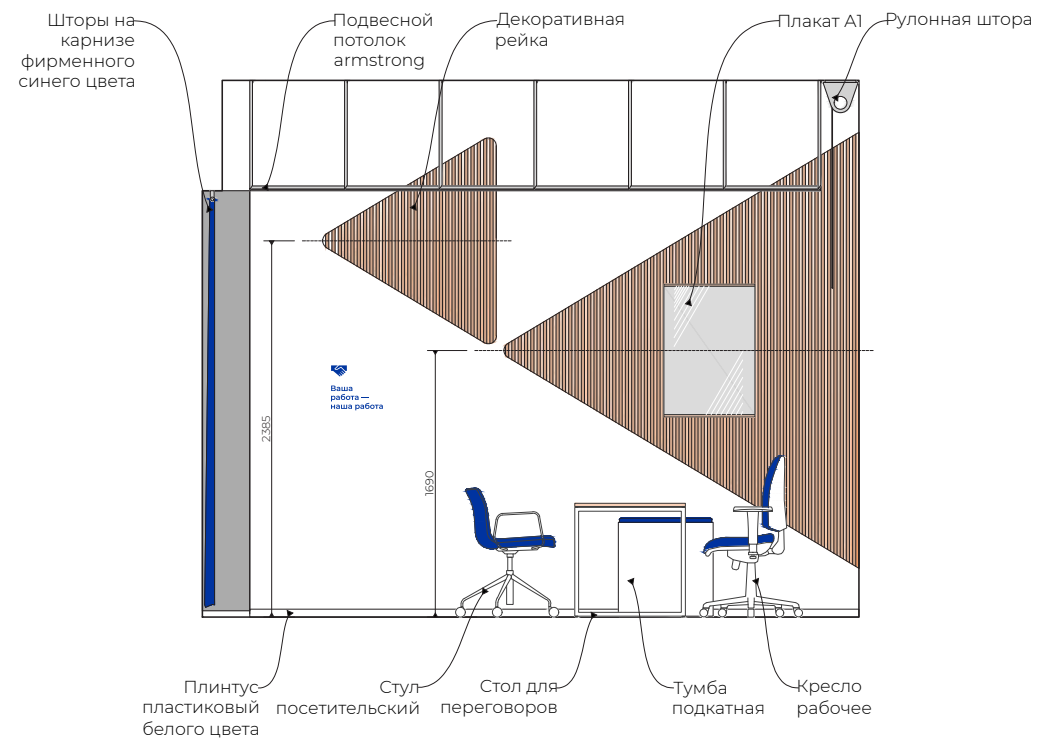 Шторы на
карнизе
фирменного
синего цвета
Подвесной
потолок
armstrong
Декоративная
рейка
Плакат А1
Рулонная штора
2385
1690
Ваша
работа —
наша работа
Плинтус
пластиковый
белого цвета
Стул
посетительский
Стол для
переговоров
Тумба
подкатная
Кресло
рабочее